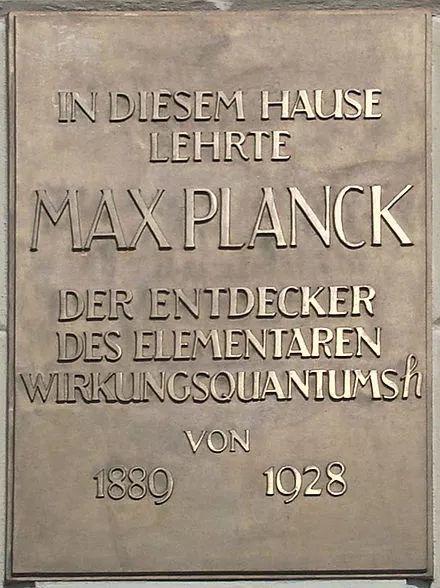 IN DIESEM HAUSE
LEHRTE
MAX PLANCK
DER ENTDECKER
DES ELEMENTAREN
WIRKUNGSQUANTUMS h
VON
1889 1928